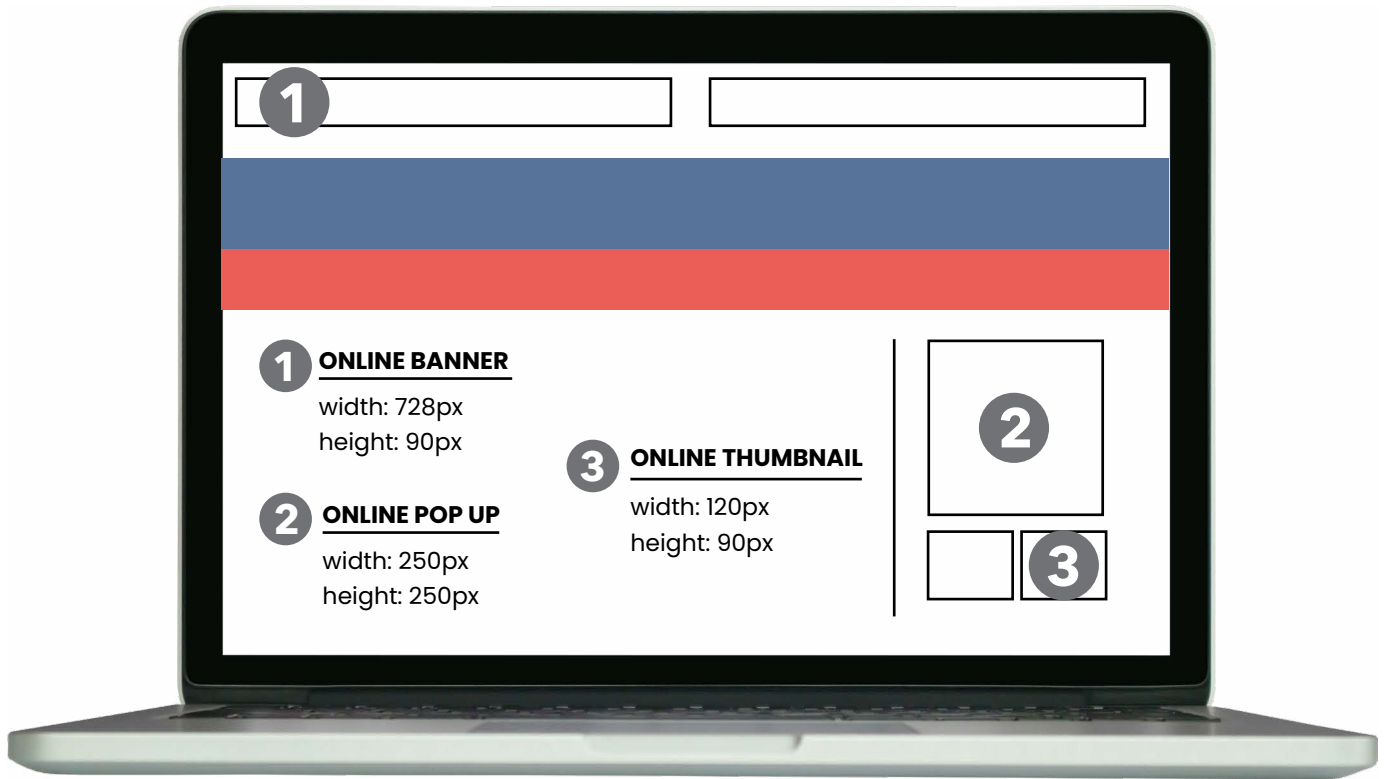 1
1 ONLINE BANNER
width: 728px
height: 90px
2 ONLINE POP UP
width: 250px
height: 250px
3 ONLINE THUMBNAIL
width: 120px
height: 90px
2
3